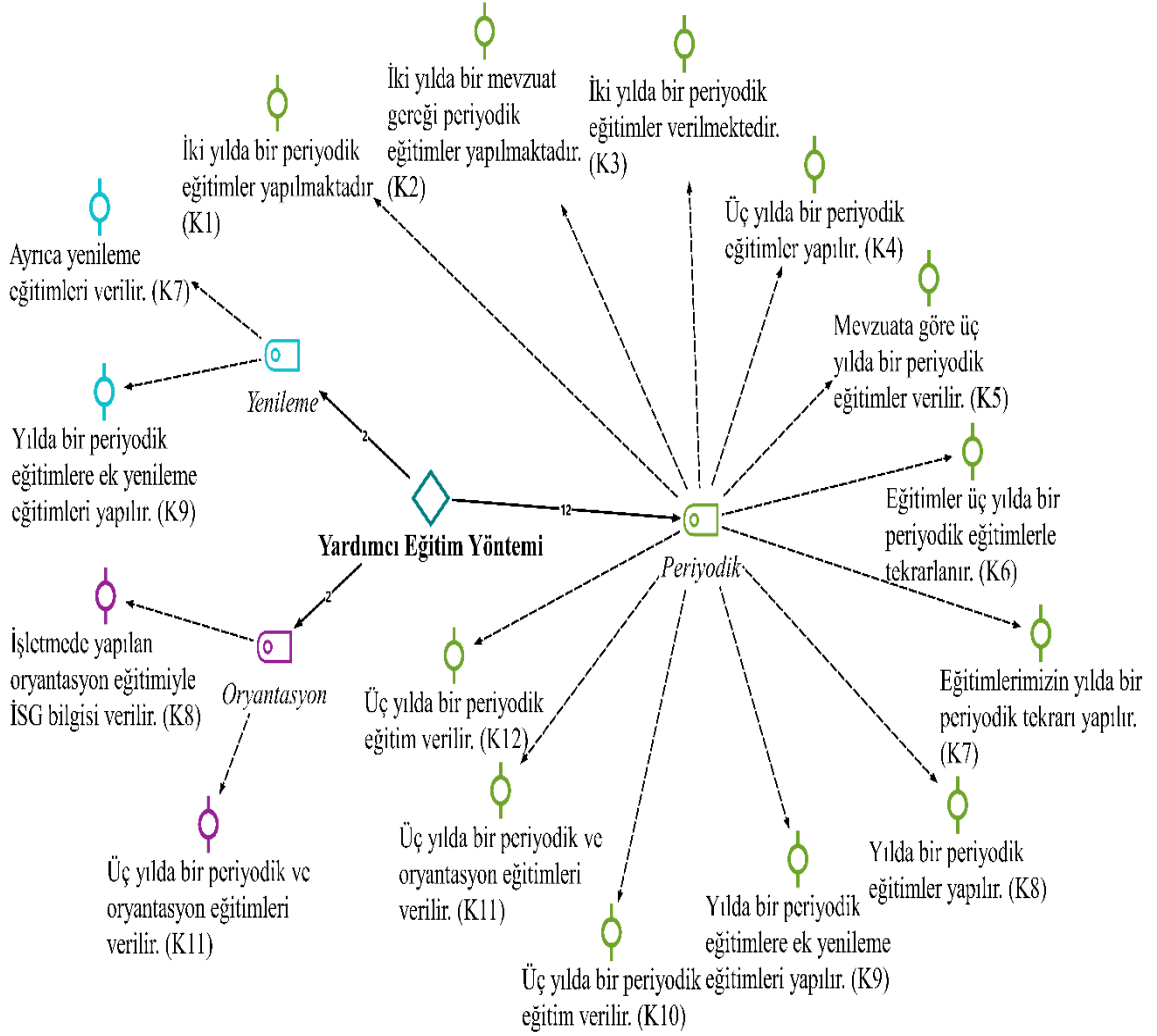 İki yılda bir periyodik
eğitimler yapılmaktadır
(K1)
İki yılda bir mevzuat
gereği periyodik
eğitimler yapılmaktadır.
(K2)
İki yılda bir periyodik
eğitimler verilmektedir.
(K3)
Üç yılda bir periyodik
eğitimler yapılır. (K4)
Mevzuata göre üç
yılda bir periyodik
eğitimler verilir. (K5)
Eğitimler üç yılda bir
periyodik eğitimlerle
tekrarlanır. (K6)
Eğitimlerimizin yılda bir
periyodik tekrarı yapılır.
(K7)
Yılda bir periyodik
eğitimler yapılır. (K8)
Yılda bir periyodik
eğitimlere ek yenileme
eğitimleri yapılır. (K9)
Üç yılda bir periyodik
eğitim verilir. (K10)
Üç yılda bir periyodik ve
oryantasyon eğitimleri
verilir. (K11)
Üç yılda bir periyodik
eğitim verilir. (K12)
Periyodik
12
Yardımcı Eğitim Yöntemi
2
Yenileme
Ayrıca yenileme
eğitimleri verilir. (K7)
Yılda bir periyodik
eğitimlere ek yenileme
eğitimleri yapılır. (K9)
2
Oryantasyon
İşletmede yapılan
oryantasyon eğitimiyle
İSG bilgisi verilir. (K8)
Üç yılda bir periyodik ve
oryantasyon eğitimleri
verilir. (K11)